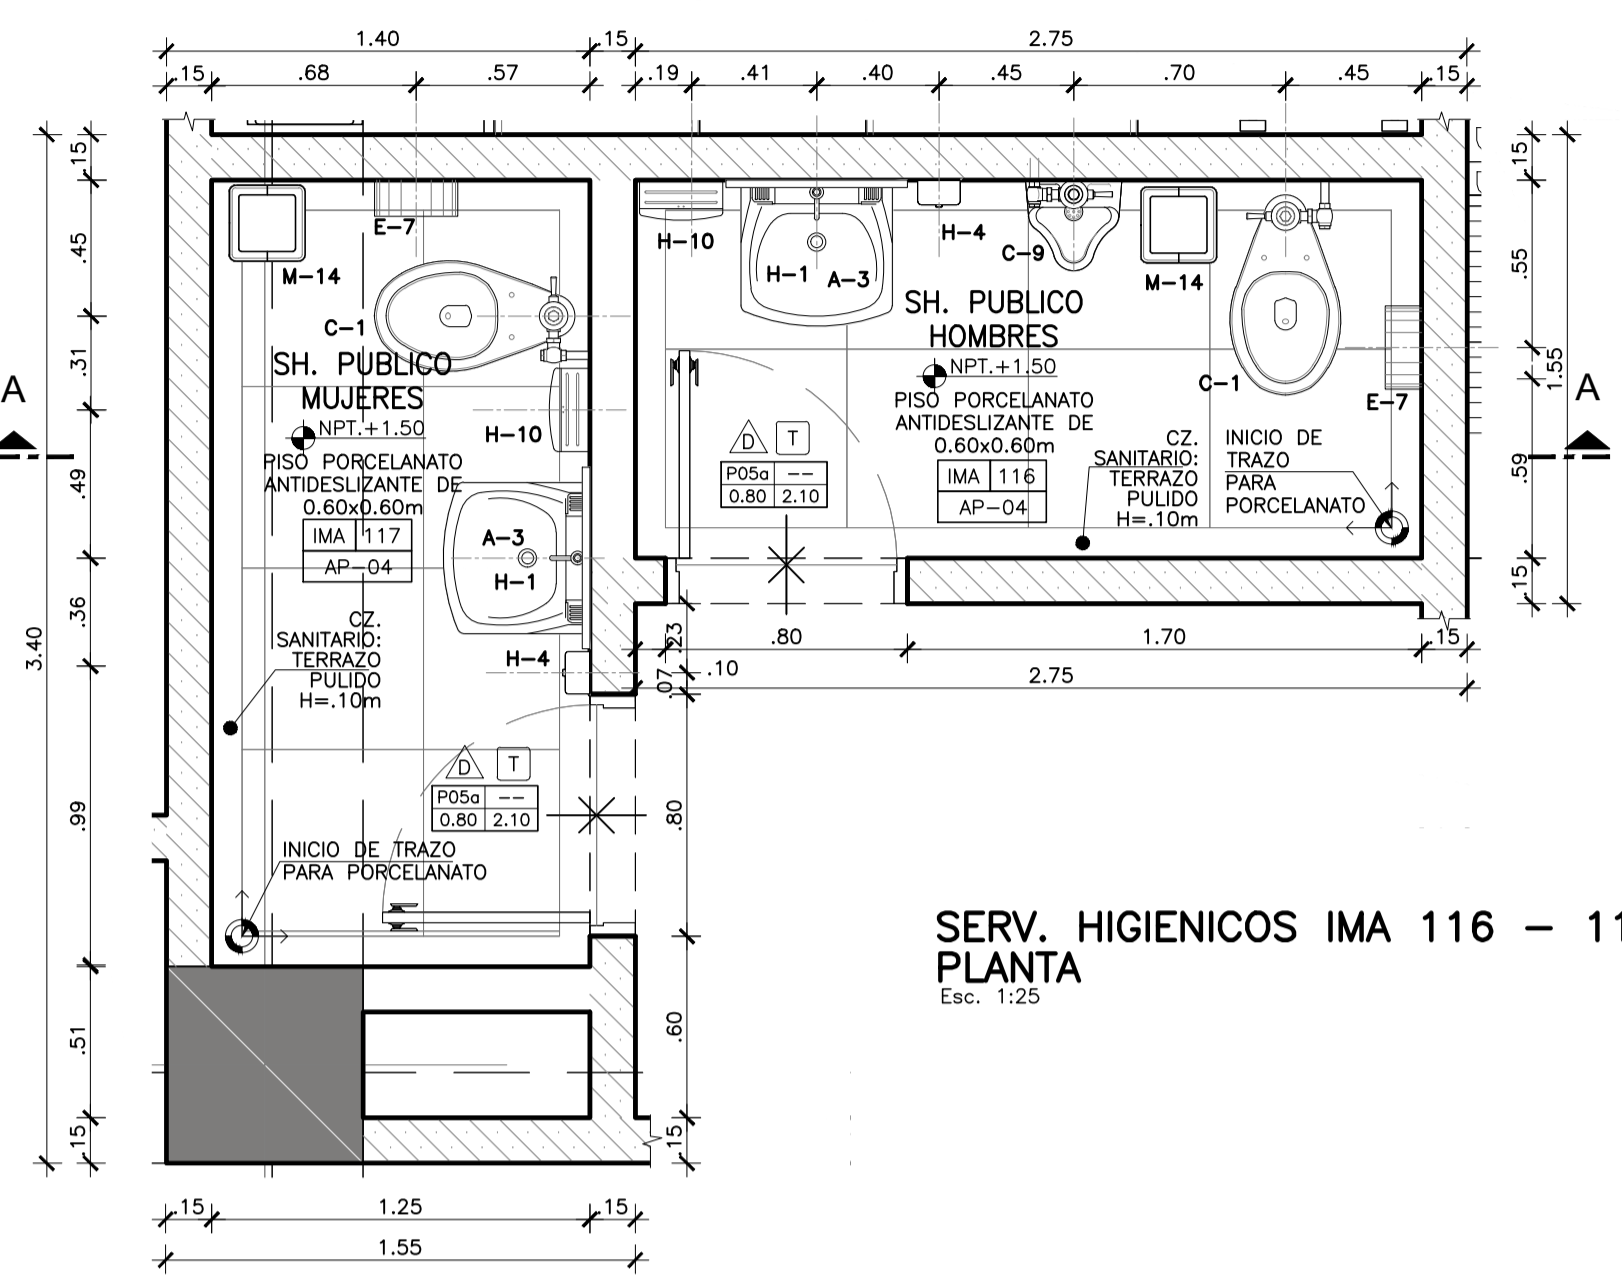 1.40 .15 2.75
.15 .68 .57 .19 .41 .40 .45 .70 .45 .15
.15
.45
.31
.49
.36
.99
.51
.15
3.40
A
E-7
M-14
C-1
SH. PUBLICO
MUJERES
NPT.+1.50
PISO PORCELANATO
ANTIDESLIZANTE DE
0.60x0.60m
IMA 117
AP-04
H-10
A-3
H-1
H-4
CZ.
SANITARIO:
TERRAZO
PULIDO
H=.10m
D T
P05a --
0.80 2.10
INICIO DE TRAZO
PARA PORCELANATO
H-10
H-1 A-3
H-4
C-9
M-14
SH. PUBLICO
HOMBRES
NPT.+1.50
PISO PORCELANATO
ANTIDESLIZANTE DE
0.60x0.60m
IMA 116
AP-04
C-1
E-7
D T
P05a --
0.80 2.10
CZ.
SANITARIO:
TERRAZO
PULIDO
H=.10m
INICIO DE
TRAZO
PARA
PORCELANATO
.15
.55
.59
.15
1.55
A
.23 .80 1.70 .15
.07 .10 2.75
.80
.60
.15
SERV. HIGIENICOS IMA 116 – 11
PLANTA
Esc. 1:25
.15 1.25 .15
1.55